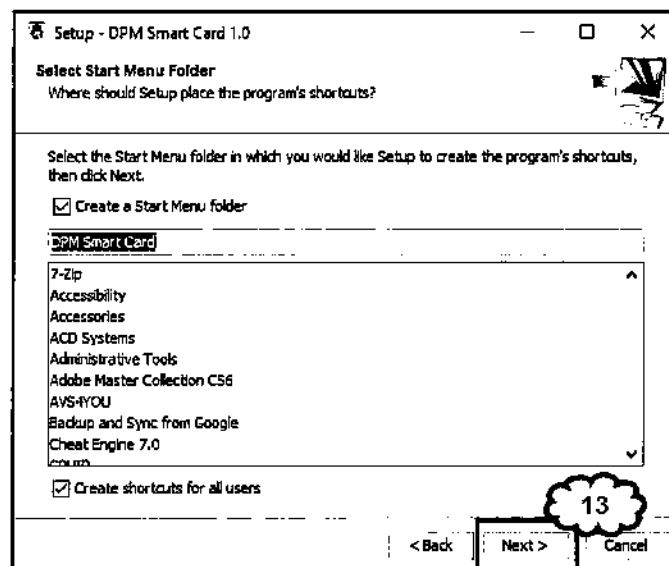 Setup - DPM Smart Card 1.0
Select Start Menu Folder
Where should Setup place the program's shortcuts?
Select the Start Menu folder in which you would like Setup to create the program's shortcuts,
then click Next.
Create a Start Menu folder
DPM Smart Card
7-Zip
Accessibility
Accessories
ACD Systems
Administrative Tools
Adobe Master Collection CS6
AVS4YOU
Backup and Sync from Google
Cheat Engine 7.0
Create shortcuts for all users
13
< Back Next > Cancel